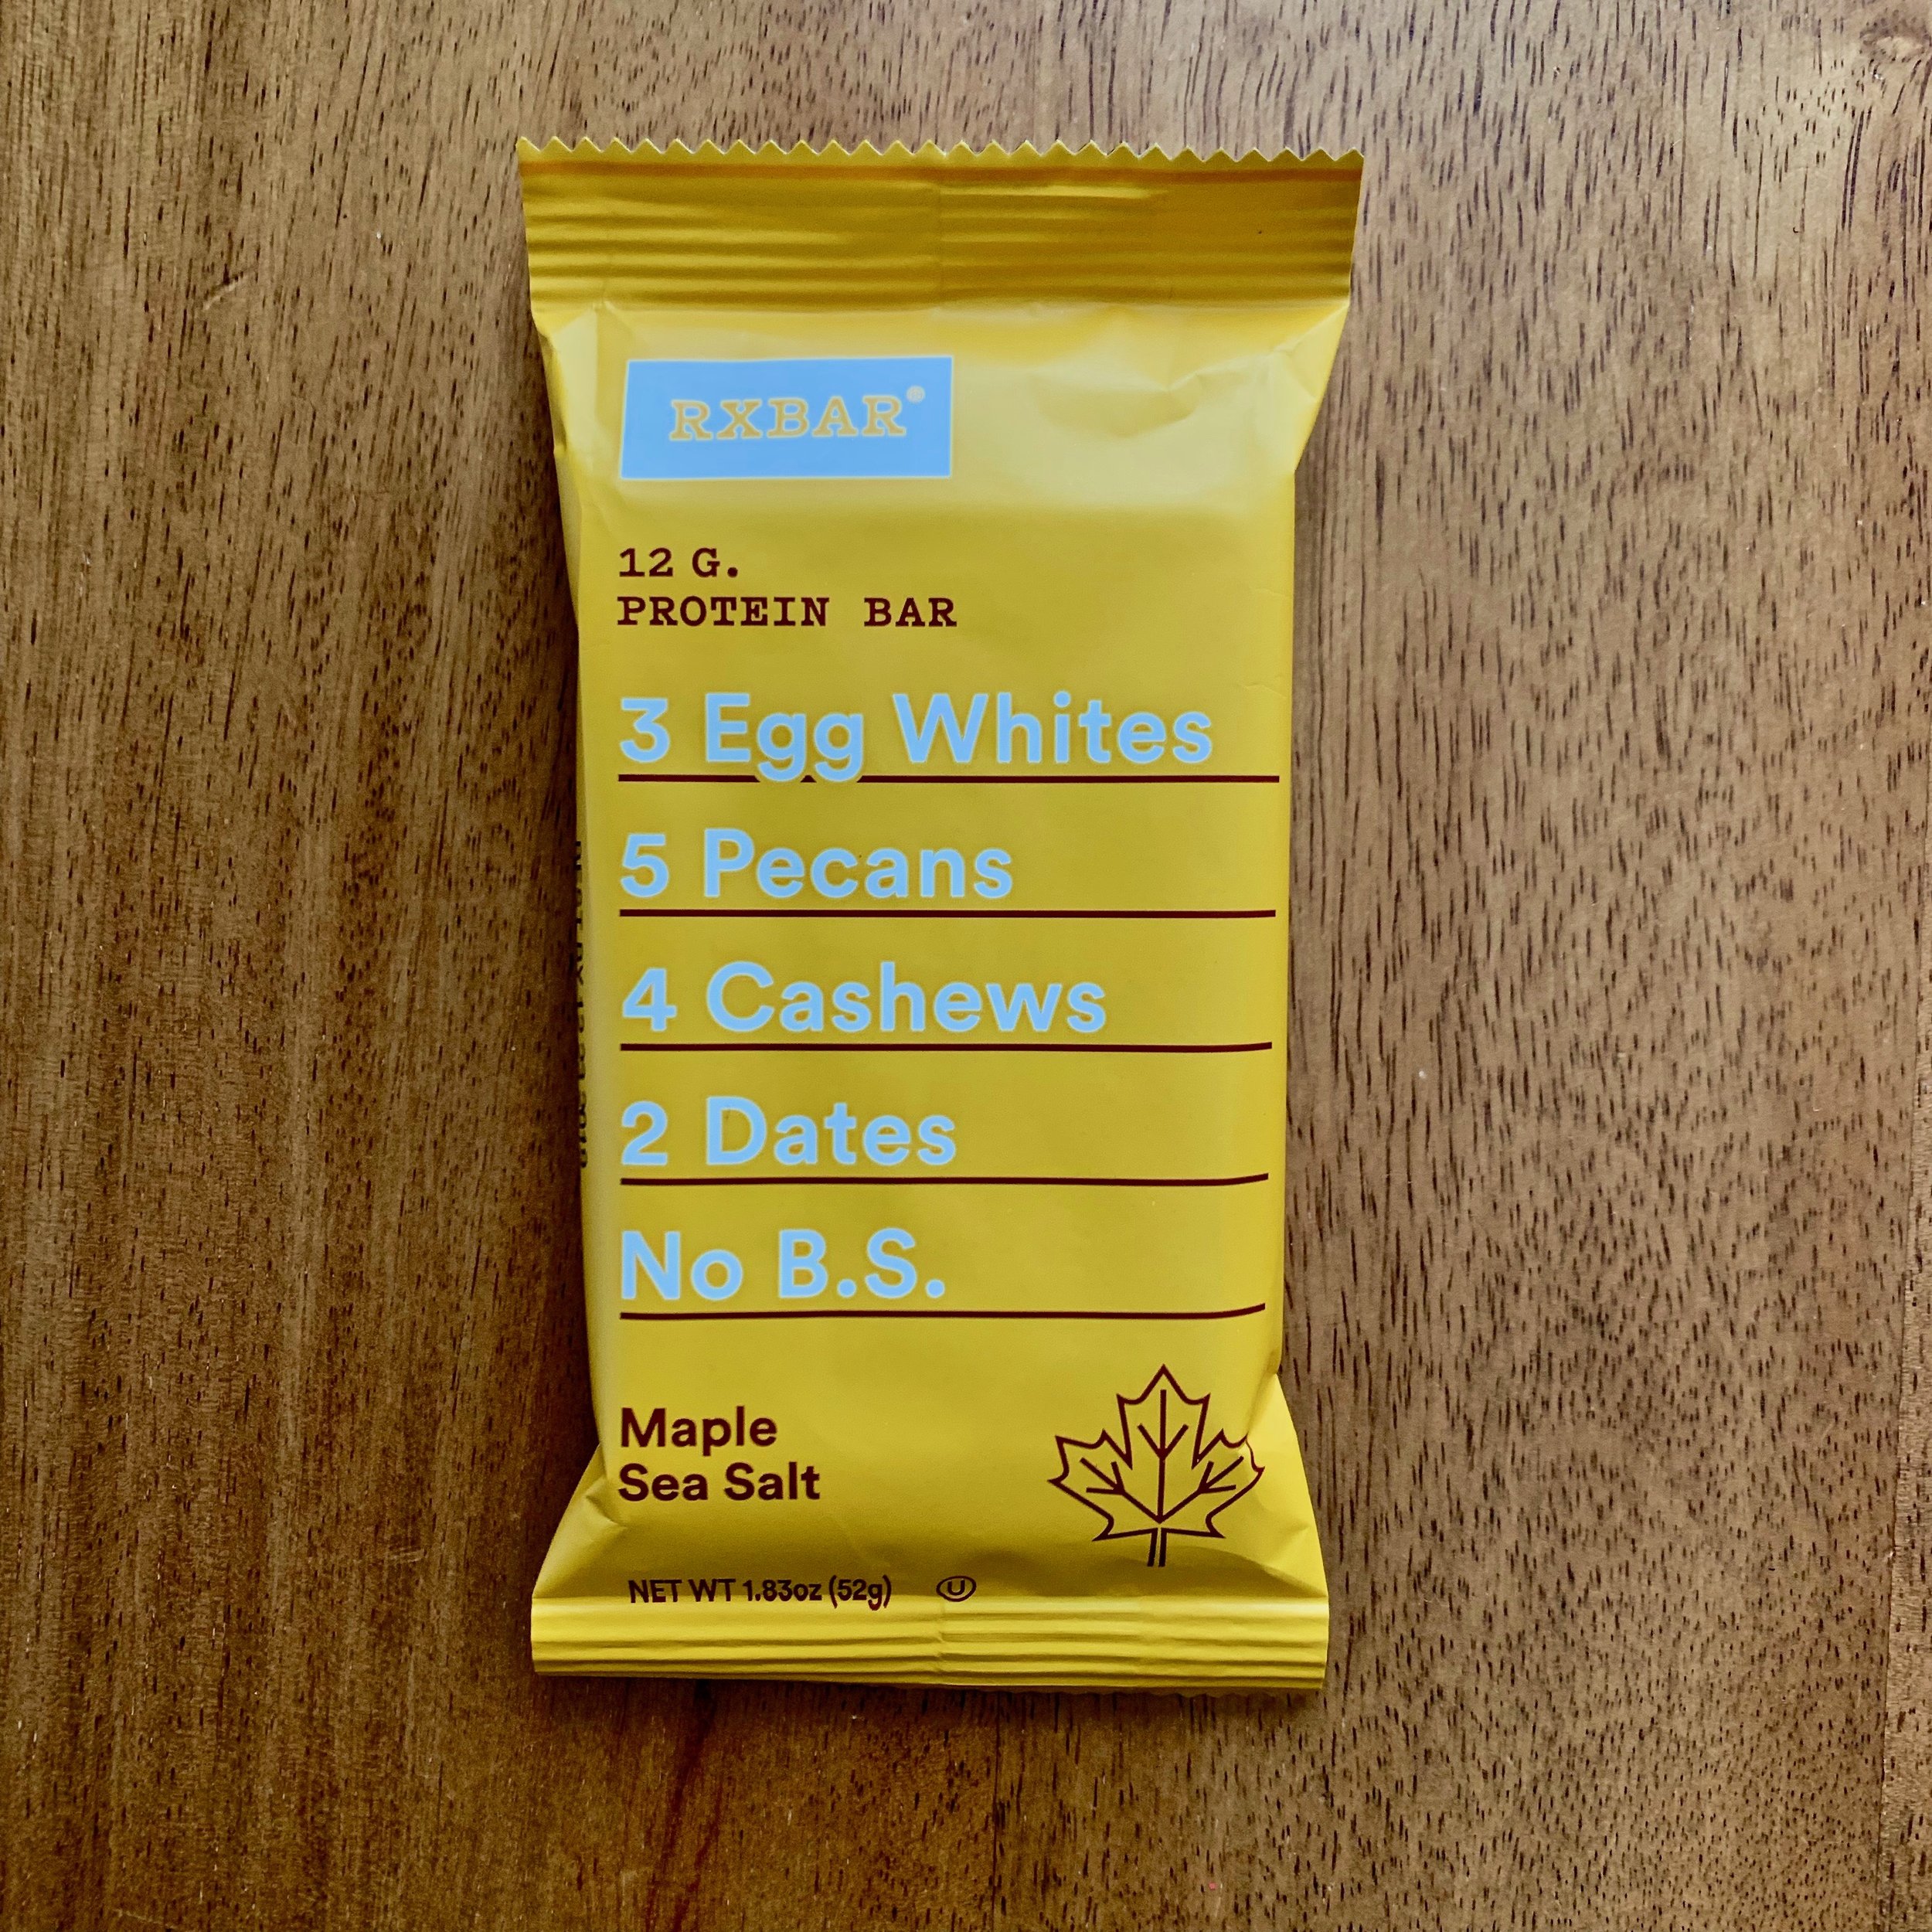 RXBAR®
12 G.
PROTEIN BAR
3 Egg Whites
5 Pecans
4 Cashews
2 Dates
No B.S.
Maple
Sea Salt
NET WT 1.83oz (52g) Ⓤ